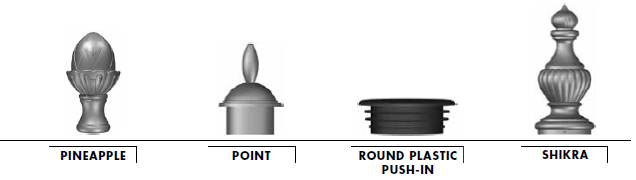 PINEAPPLE
POINT
ROUND PLASTIC
PUSH-IN
SHIKRA